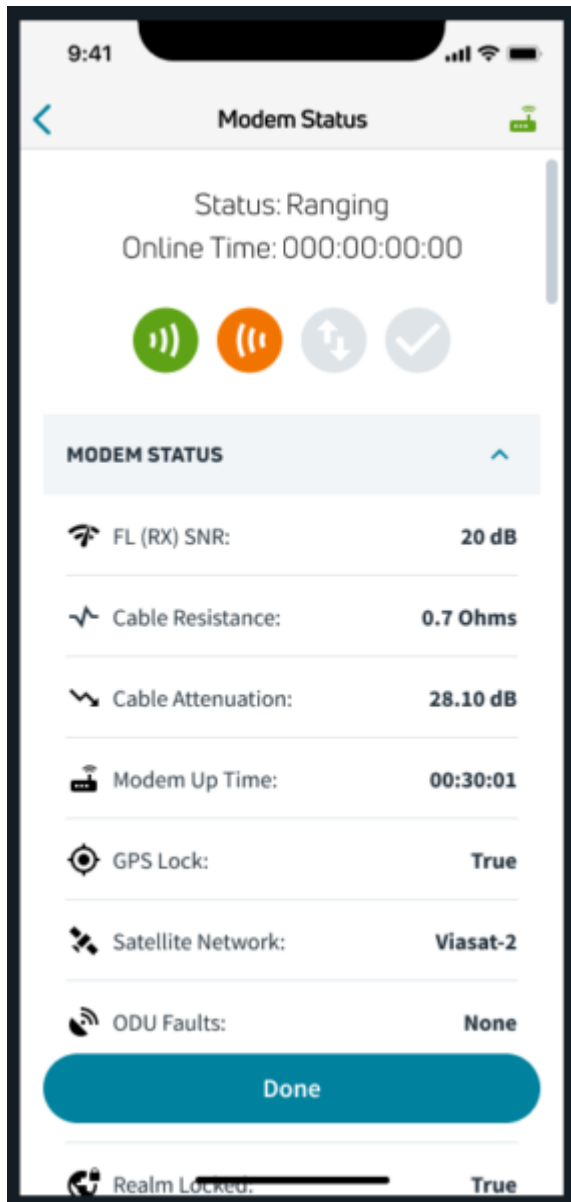 9:41
Modem Status
Status: Ranging
Online Time: 000:00:00:00
MODEM STATUS
FL (RX) SNR: 20 dB
Cable Resistance: 0.7 Ohms
Cable Attenuation: 28.10 dB
Modem Up Time: 00:30:01
GPS Lock: True
Satellite Network: Viasat-2
ODU Faults: None
Done
Realm Locked: True